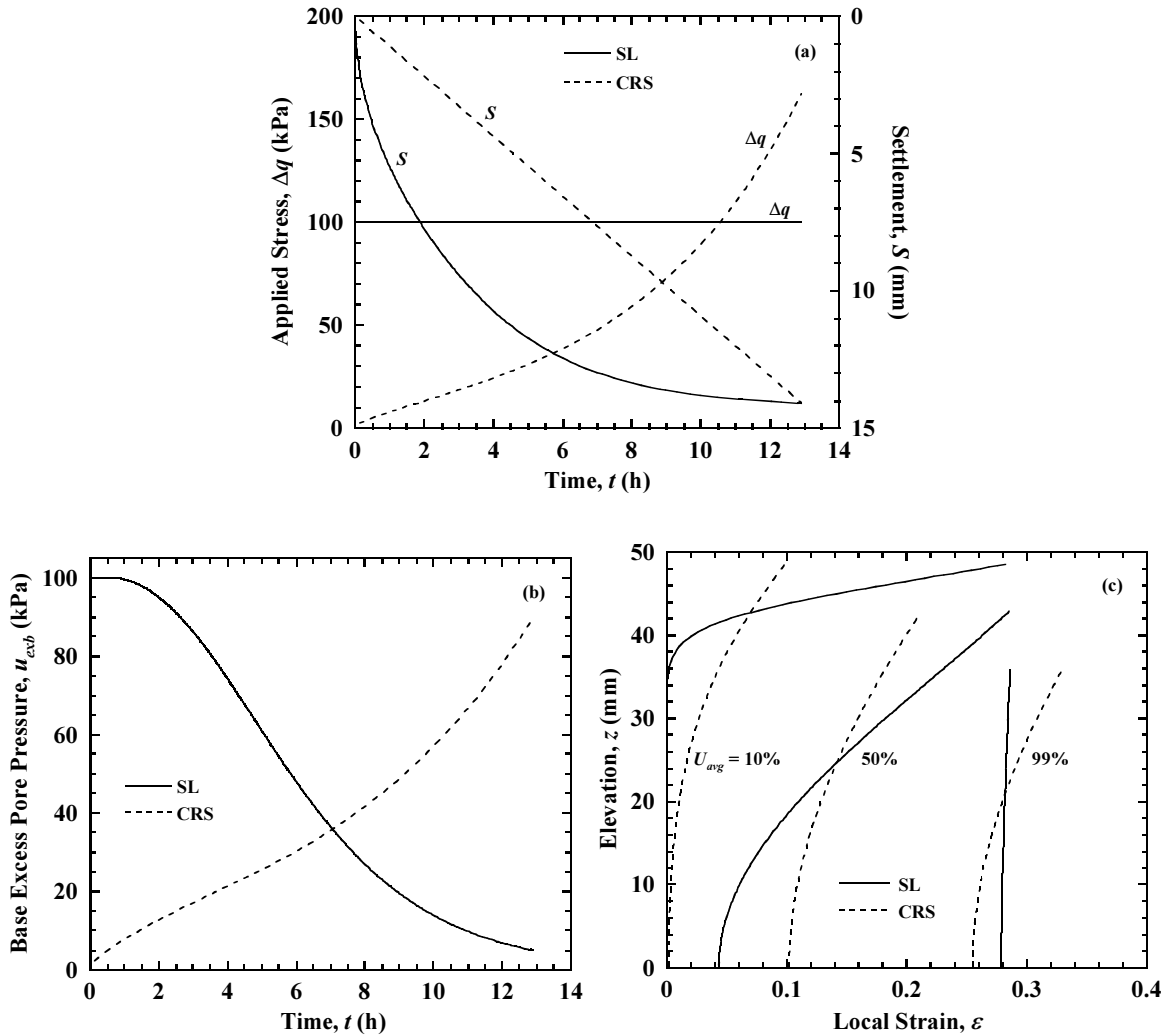 (a)
SL
CRS
S
S
Δq
Δq
200
150
100
50
0
0
5
10
15
0 2 4 6 8 10 12 14
Applied Stress, Δq (kPa)
Settlement, S (mm)
Time, t (h)
(b)
SL
CRS
100
80
60
40
20
0
0 2 4 6 8 10 12 14
Base Excess Pore Pressure, u_exb (kPa)
Time, t (h)
(c)
U_avg = 10%
50%
99%
SL
CRS
50
40
30
20
10
0
0 0.1 0.2 0.3 0.4
Elevation, z (mm)
Local Strain, ε